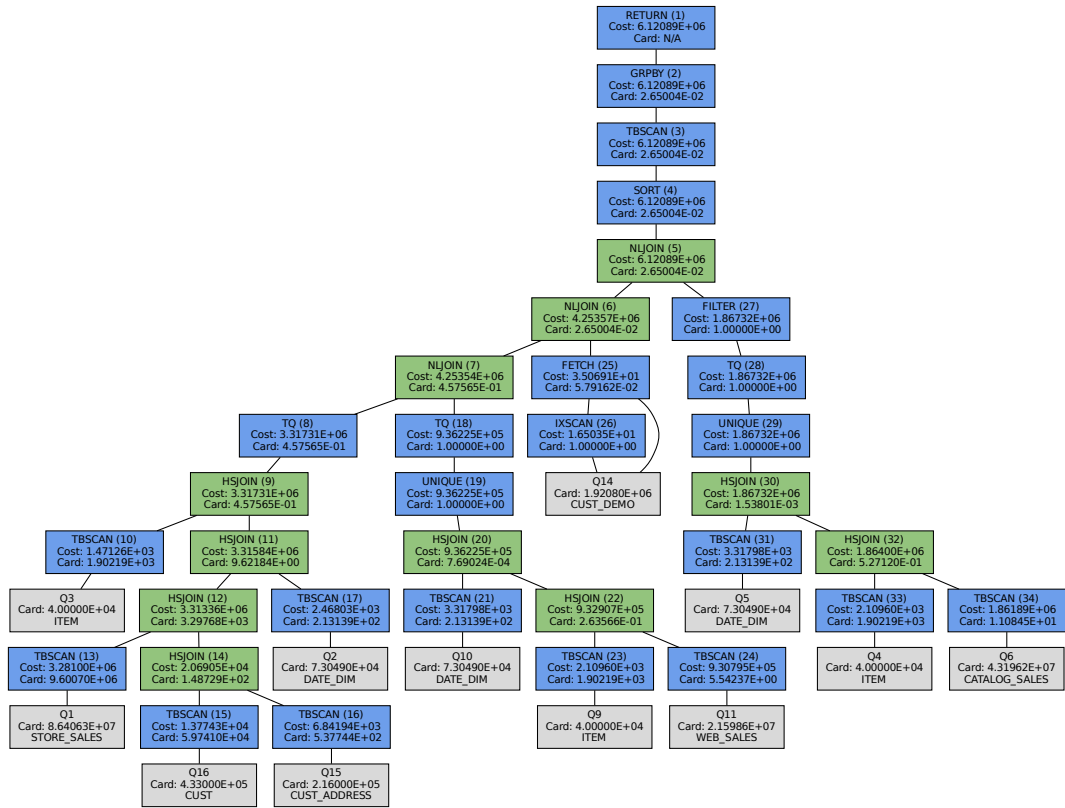 RETURN (1)
Cost: 6.12089E+06
Card: N/A
GRPBY (2)
Cost: 6.12089E+06
Card: 2.65004E-02
TBSCAN (3)
Cost: 6.12089E+06
Card: 2.65004E-02
SORT (4)
Cost: 6.12089E+06
Card: 2.65004E-02
NLJOIN (5)
Cost: 6.12089E+06
Card: 2.65004E-02
NLJOIN (6)
Cost: 4.25357E+06
Card: 2.65004E-02
FILTER (27)
Cost: 1.86732E+06
Card: 1.00000E+00
NLJOIN (7)
Cost: 4.25354E+06
Card: 4.57565E-01
FETCH (25)
Cost: 3.50691E+01
Card: 5.79162E-02
TQ (28)
Cost: 1.86732E+06
Card: 1.00000E+00
TQ (8)
Cost: 3.31731E+06
Card: 4.57565E-01
TQ (18)
Cost: 9.36225E+05
Card: 1.00000E+00
IXSCAN (26)
Cost: 1.65035E+01
Card: 1.00000E+00
UNIQUE (29)
Cost: 1.86732E+06
Card: 1.00000E+00
HSJOIN (9)
Cost: 3.31731E+06
Card: 4.57565E-01
UNIQUE (19)
Cost: 9.36225E+05
Card: 1.00000E+00
Q14
Card: 1.92080E+06
CUST_DEMO
HSJOIN (30)
Cost: 1.86732E+06
Card: 1.53801E-03
TBSCAN (10)
Cost: 1.47126E+03
Card: 1.90219E+03
HSJOIN (11)
Cost: 3.31584E+06
Card: 9.62184E+00
HSJOIN (20)
Cost: 9.36225E+05
Card: 7.69024E-04
TBSCAN (31)
Cost: 3.31798E+03
Card: 2.13139E+02
HSJOIN (32)
Cost: 1.86400E+06
Card: 5.27120E-01
Q3
Card: 4.00000E+04
ITEM
HSJOIN (12)
Cost: 3.31336E+06
Card: 3.29768E+03
TBSCAN (17)
Cost: 2.46803E+03
Card: 2.13139E+02
TBSCAN (21)
Cost: 3.31798E+03
Card: 2.13139E+02
HSJOIN (22)
Cost: 9.32907E+05
Card: 2.63566E-01
Q5
Card: 7.30490E+04
DATE_DIM
TBSCAN (33)
Cost: 2.10960E+03
Card: 1.90219E+03
TBSCAN (34)
Cost: 1.86189E+06
Card: 1.10845E+01
TBSCAN (13)
Cost: 3.28100E+06
Card: 9.60070E+06
HSJOIN (14)
Cost: 2.06905E+04
Card: 1.48729E+02
Q2
Card: 7.30490E+04
DATE_DIM
Q10
Card: 7.30490E+04
DATE_DIM
TBSCAN (23)
Cost: 2.10960E+03
Card: 1.90219E+03
TBSCAN (24)
Cost: 9.30795E+05
Card: 5.54237E+00
Q4
Card: 4.00000E+04
ITEM
Q6
Card: 4.31962E+07
CATALOG_SALES
Q1
Card: 8.64063E+07
STORE_SALES
TBSCAN (15)
Cost: 1.37743E+04
Card: 5.97410E+04
TBSCAN (16)
Cost: 6.84194E+03
Card: 5.37744E+02
Q9
Card: 4.00000E+04
ITEM
Q11
Card: 2.15986E+07
WEB_SALES
Q16
Card: 4.33000E+05
CUST
Q15
Card: 2.16000E+05
CUST_ADDRESS